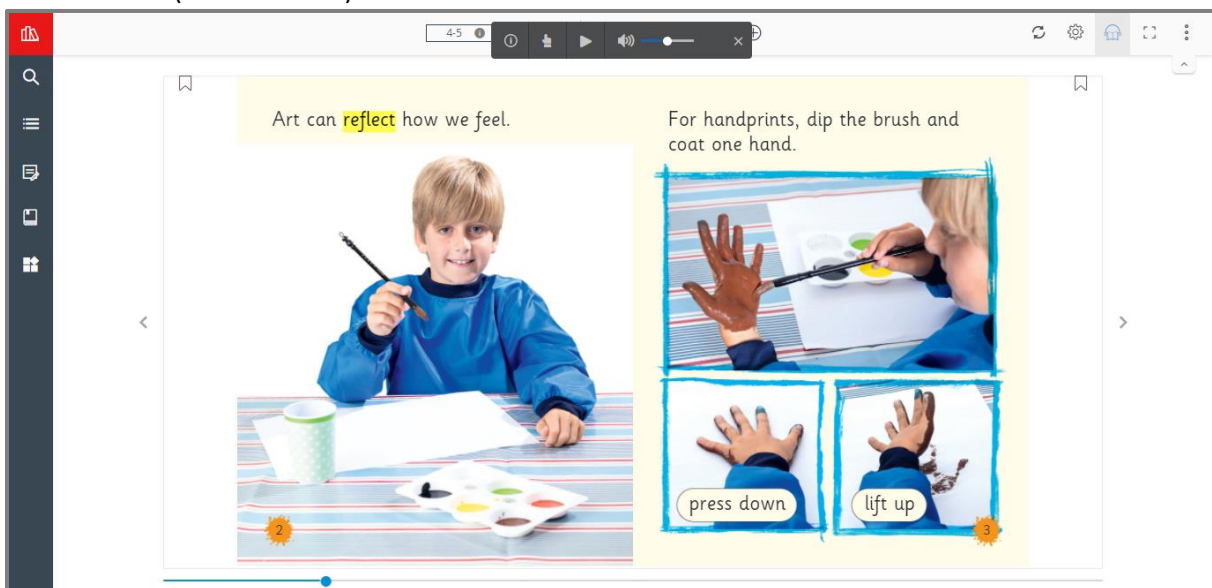 4-5
Art can reflect how we feel.
For handprints, dip the brush and
coat one hand.
press down
lift up
2
3